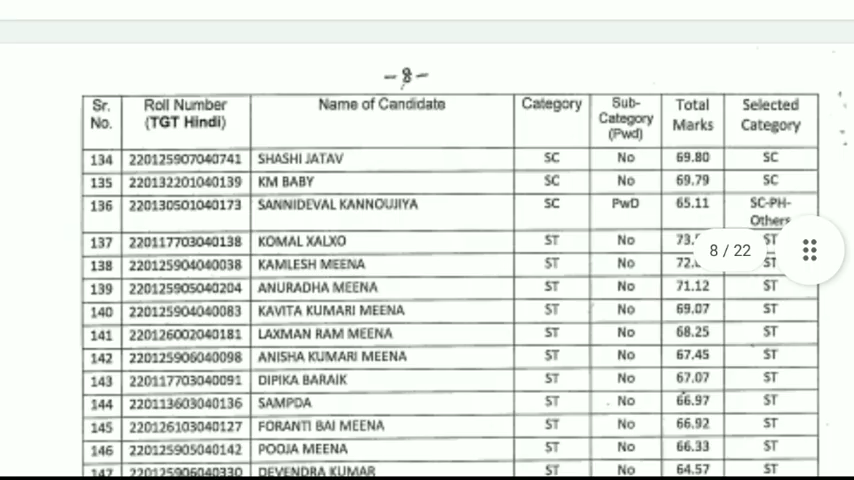 -8-
Sr. No. Roll Number (TGT Hindi) Name of Candidate Category Sub-Category (Pwd) Total Marks Selected Category
134 220125907040741 SHASHI JATAV SC No 69.80 SC
135 220132201040139 KM BABY SC No 69.79 SC
136 220130501040173 SANNIDEVAL KANNOUJIYA SC PwD 65.11 SC-PH-Others
137 220117703040138 KOMAL XALXO ST No ST
138 220125904040038 KAMLESH MEENA ST No ST
8 / 22
139 220125905040204 ANURADHA MEENA ST No 71.12 ST
140 220125904040083 KAVITA KUMARI MEENA ST No 69.07 ST
141 220126002040181 LAXMAN RAM MEENA ST No 68.25 ST
142 220125906040098 ANISHA KUMARI MEENA ST No 67.45 ST
143 220117703040091 DIPIKA BARAIK ST No 67.07 ST
144 220113603040136 SAMPDA ST No 66.97 ST
145 220126103040127 FORANTI BAI MEENA ST No 66.92 ST
146 220125905040142 POOJA MEENA ST No 66.33 ST
147 220125906040330 DEVENDRA KUMAR ST No 64.57 ST